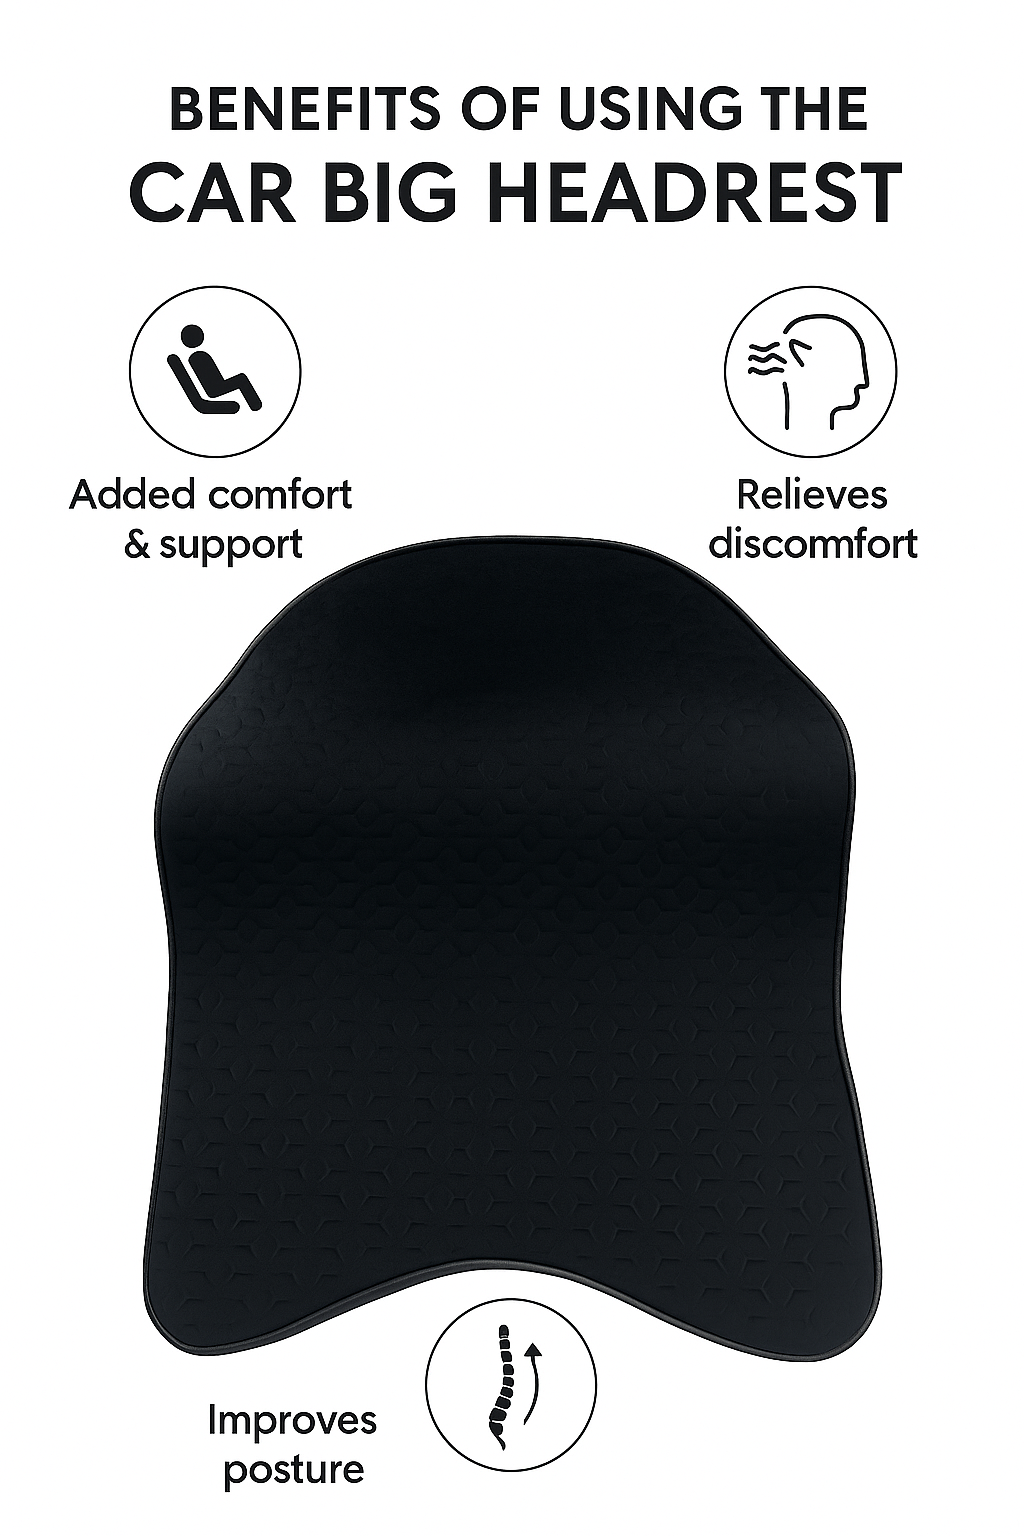 BENEFITS OF USING THE
CAR BIG HEADREST
Added comfort
& support
Relieves
discomfort
Improves
posture